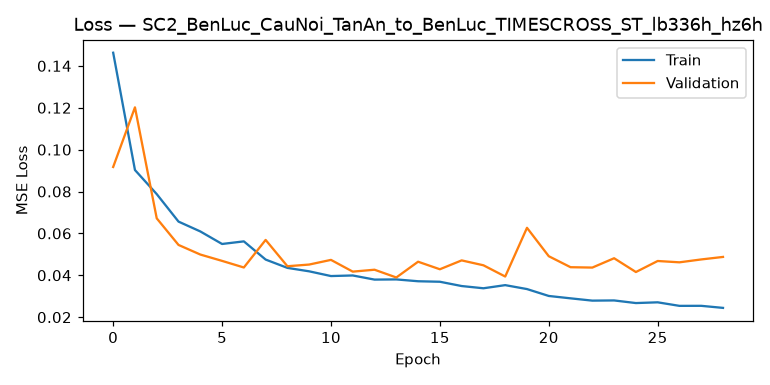 Loss — SC2_BenLuc_CauNoi_TanAn_to_BenLuc_TIMESCROSS_ST_lb336h_hz6h
Train
Validation
MSE Loss
0.14
0.12
0.10
0.08
0.06
0.04
0.02
0 5 10 15 20 25
Epoch